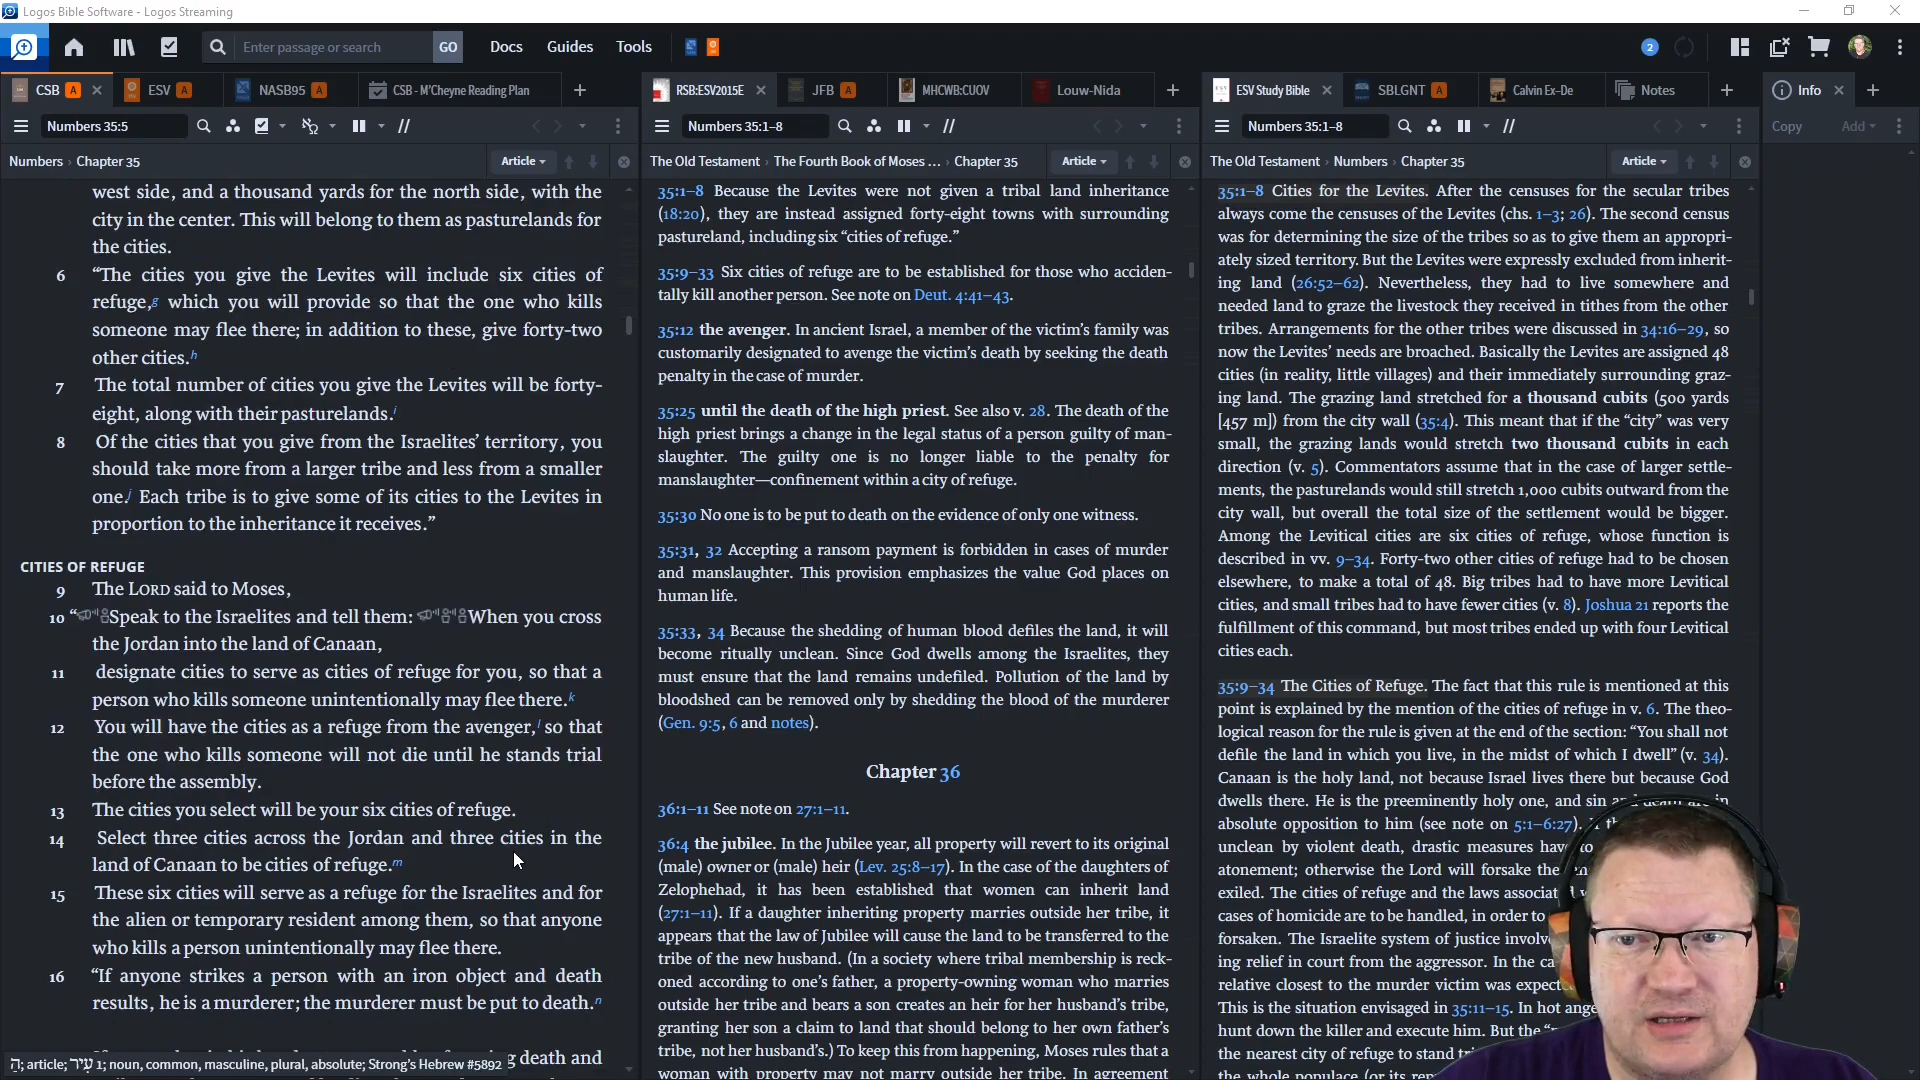 Logos Bible Software - Logos Streaming
Enter passage or search GO Docs Guides Tools 2
CSB A ESV A NASB95 A CSB - M'Cheyne Reading Plan
Numbers 35:5
Numbers › Chapter 35 Article
west side, and a thousand yards for the north side, with the
city in the center. This will belong to them as pasturelands for
the cities.
6 “The cities you give the Levites will include six cities of
refuge,g which you will provide so that the one who kills
someone may flee there; in addition to these, give forty-two
other cities.h
7 The total number of cities you give the Levites will be forty-
eight, along with their pasturelands.i
8 Of the cities that you give from the Israelites’ territory, you
should take more from a larger tribe and less from a smaller
one.j Each tribe is to give some of its cities to the Levites in
proportion to the inheritance it receives.”
CITIES OF REFUGE
9 The LORD said to Moses,
10 “Speak to the Israelites and tell them: When you cross
the Jordan into the land of Canaan,
11 designate cities to serve as cities of refuge for you, so that a
person who kills someone unintentionally may flee there.k
12 You will have the cities as a refuge from the avenger,l so that
the one who kills someone will not die until he stands trial
before the assembly.
13 The cities you select will be your six cities of refuge.
14 Select three cities across the Jordan and three cities in the
land of Canaan to be cities of refuge.m
15 These six cities will serve as a refuge for the Israelites and for
the alien or temporary resident among them, so that anyone
who kills a person unintentionally may flee there.
16 “If anyone strikes a person with an iron object and death
results, he is a murderer; the murderer must be put to death.n
g death and
הַ; article; עִיר 1; noun, common, masculine, plural, absolute; Strong’s Hebrew #5892
RSB:ESV2015E JFB A MHCWB:CUOV Louw-Nida
Numbers 35:1–8
The Old Testament › The Fourth Book of Moses ... › Chapter 35 Article
35:1–8 Because the Levites were not given a tribal land inheritance
(18:20), they are instead assigned forty-eight towns with surrounding
pastureland, including six “cities of refuge.”
35:9–33 Six cities of refuge are to be established for those who acciden-
tally kill another person. See note on Deut. 4:41–43.
35:12 the avenger. In ancient Israel, a member of the victim’s family was
customarily designated to avenge the victim’s death by seeking the death
penalty in the case of murder.
35:25 until the death of the high priest. See also v. 28. The death of the
high priest brings a change in the legal status of a person guilty of man-
slaughter. The guilty one is no longer liable to the penalty for
manslaughter—confinement within a city of refuge.
35:30 No one is to be put to death on the evidence of only one witness.
35:31, 32 Accepting a ransom payment is forbidden in cases of murder
and manslaughter. This provision emphasizes the value God places on
human life.
35:33, 34 Because the shedding of human blood defiles the land, it will
become ritually unclean. Since God dwells among the Israelites, they
must ensure that the land remains undefiled. Pollution of the land by
bloodshed can be removed only by shedding the blood of the murderer
(Gen. 9:5, 6 and notes).
Chapter 36
36:1–11 See note on 27:1–11.
36:4 the jubilee. In the Jubilee year, all property will revert to its original
(male) owner or (male) heir (Lev. 25:8–17). In the case of the daughters of
Zelophehad, it has been established that women can inherit land
(27:1–11). If a daughter inheriting property marries outside her tribe, it
appears that the law of Jubilee will cause the land to be transferred to the
tribe of the new husband. (In a society where tribal membership is reck-
oned according to one’s father, a property-owning woman who marries
outside her tribe and bears a son creates an heir for her husband’s tribe,
granting her son a claim to land that should belong to her own father’s
tribe, not her husband’s.) To keep this from happening, Moses rules that a
woman with property may not marry outside her tribe. In agreement
ESV Study Bible SBLGNT A Calvin Ex–De Notes
Numbers 35:1–8
The Old Testament › Numbers › Chapter 35 Article
35:1–8 Cities for the Levites. After the censuses for the secular tribes
always come the censuses of the Levites (chs. 1–3; 26). The second census
was for determining the size of the tribes so as to give them an appropri-
ately sized territory. But the Levites were expressly excluded from inherit-
ing land (26:52–62). Nevertheless, they had to live somewhere and
needed land to graze the livestock they received in tithes from the other
tribes. Arrangements for the other tribes were discussed in 34:16–29, so
now the Levites’ needs are broached. Basically the Levites are assigned 48
cities (in reality, little villages) and their immediately surrounding graz-
ing land. The grazing land stretched for a thousand cubits (500 yards
[457 m]) from the city wall (35:4). This meant that if the “city” was very
small, the grazing lands would stretch two thousand cubits in each
direction (v. 5). Commentators assume that in the case of larger settle-
ments, the pasturelands would still stretch 1,000 cubits outward from the
city wall, but overall the total size of the settlement would be bigger.
Among the Levitical cities are six cities of refuge, whose function is
described in vv. 9–34. Forty-two other cities of refuge had to be chosen
elsewhere, to make a total of 48. Big tribes had to have more Levitical
cities, and small tribes had to have fewer cities (v. 8). Joshua 21 reports the
fulfillment of this command, but most tribes ended up with four Levitical
cities each.
35:9–34 The Cities of Refuge. The fact that this rule is mentioned at this
point is explained by the mention of the cities of refuge in v. 6. The theo-
logical reason for the rule is given at the end of the section: “You shall not
defile the land in which you live, in the midst of which I dwell” (v. 34).
Canaan is the holy land, not because Israel lives there but because God
dwells there. He is the preeminently holy one, and sin and death are in
absolute opposition to him (see note on 5:1–6:27).
unclean by violent death, drastic measures
atonement; otherwise the Lord will forsake the
exiled. The cities of refuge and the laws
cases of homicide are to be handled, in order to
forsaken. The Israelite system of justice
ing relief in court from the aggressor. In the
relative closest to the murder victim was
This is the situation envisaged in 35:11–15. In hot
hunt down the killer and execute him. But the
the nearest city of refuge to stand
the whole populace (or its
Info
Copy Add